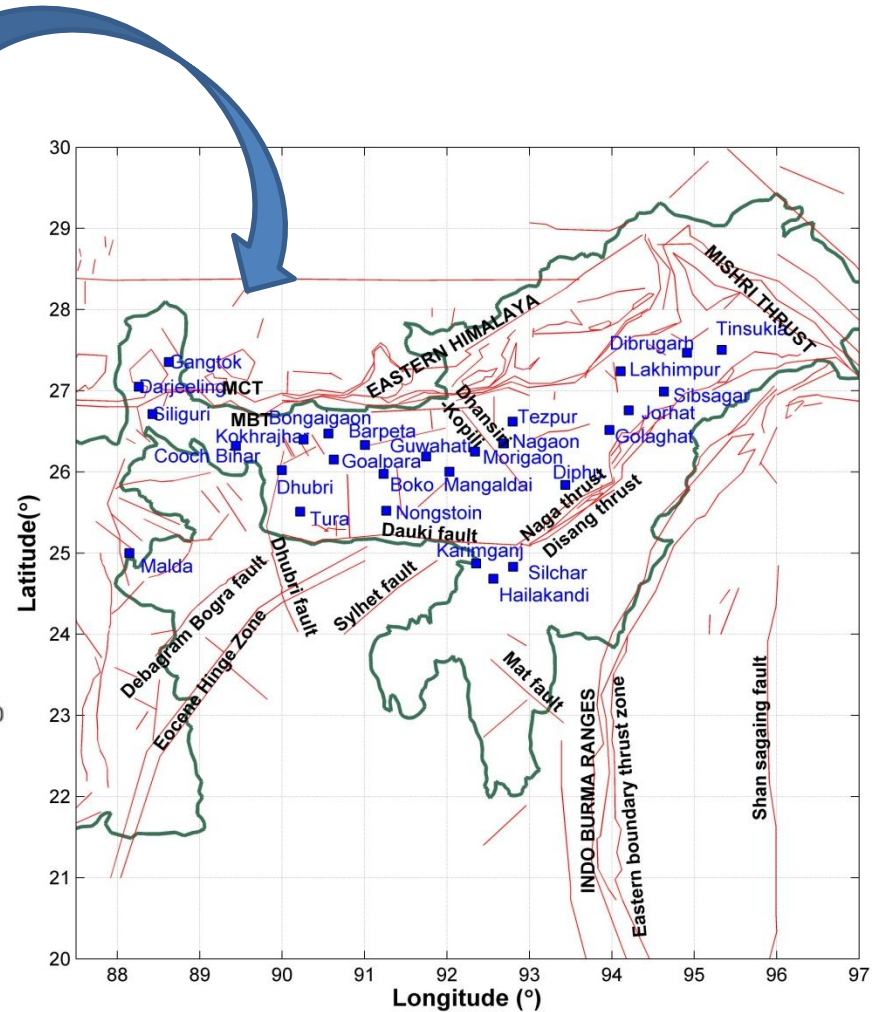 30
29
28
27
26
25
24
23
22
21
20
Latitude(°)
88 89 90 91 92 93 94 95 96 97
Longitude (°)
MISHRI THRUST
EASTERN HIMALAYA
Tinsukia
Dibrugarh
Gangtok
Lakhimpur
Darjeeling
MCT
Sibsagar
Siliguri
MBT
Bongaigaon
Dhansiri
-Kopili
Tezpur
Jorhat
Kokhrajhar
Barpeta
Guwahati
Nagaon
Golaghat
Cooch Bihar
Goalpara
Morigaon
Diphu
Dhubri
Boko
Mangaldai
Tura
Nongstoin
Naga thrust
Disang thrust
Dauki fault
Karimganj
Malda
Silchar
Hailakandi
Dhubri fault
Sylhet fault
Debagram Bogra fault
Eocene Hinge Zone
Mat fault
INDO BURMA RANGES
Eastern boundary thrust zone
Shan sagaing fault